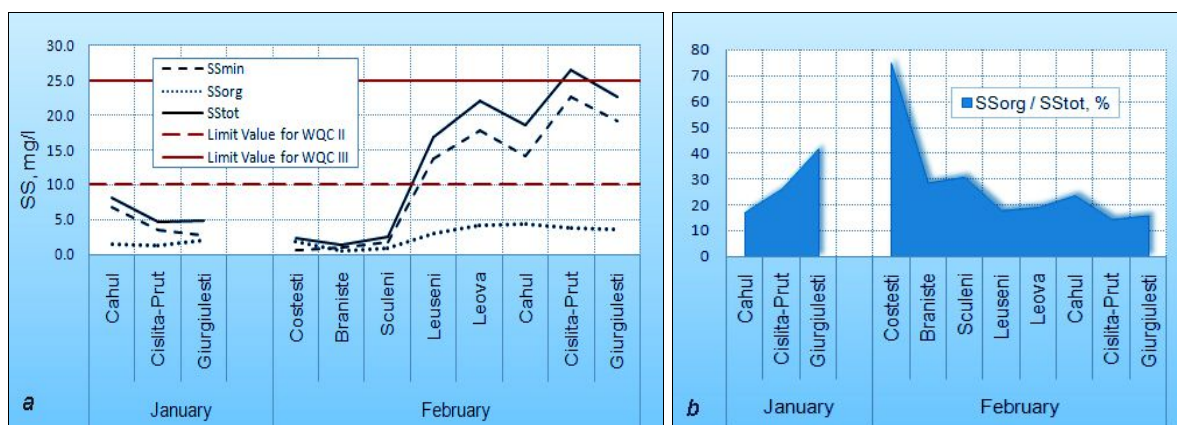 30.0
25.0
20.0
15.0
10.0
5.0
0.0
SS, mg/l
SSmin
SSorg
SStot
Limit Value for WQC II
Limit Value for WQC III
Cahul
Cislita-Prut
Giurgiulesti
Costesti
Braniste
Sculeni
Leuseni
Leova
Cahul
Cislita-Prut
Giurgiulesti
January
February
a
80
70
60
50
40
30
20
10
0
SSorg / SStot, %
Cahul
Cislita-Prut
Giurgiulesti
Costesti
Braniste
Sculeni
Leuseni
Leova
Cahul
Cislita-Prut
Giurgiulesti
January
February
b